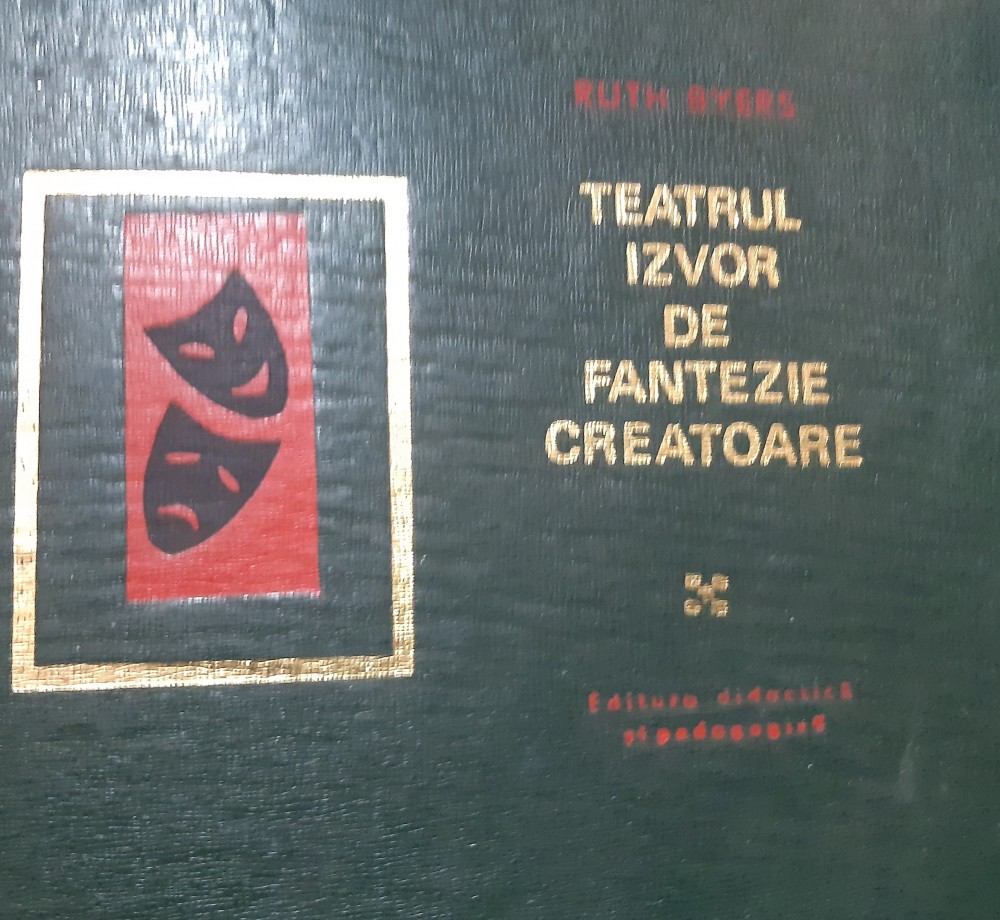 RUTH BYERS
TEATRUL
IZVOR
DE
FANTEZIE
CREATOARE
Editura didactică
și pedagogică